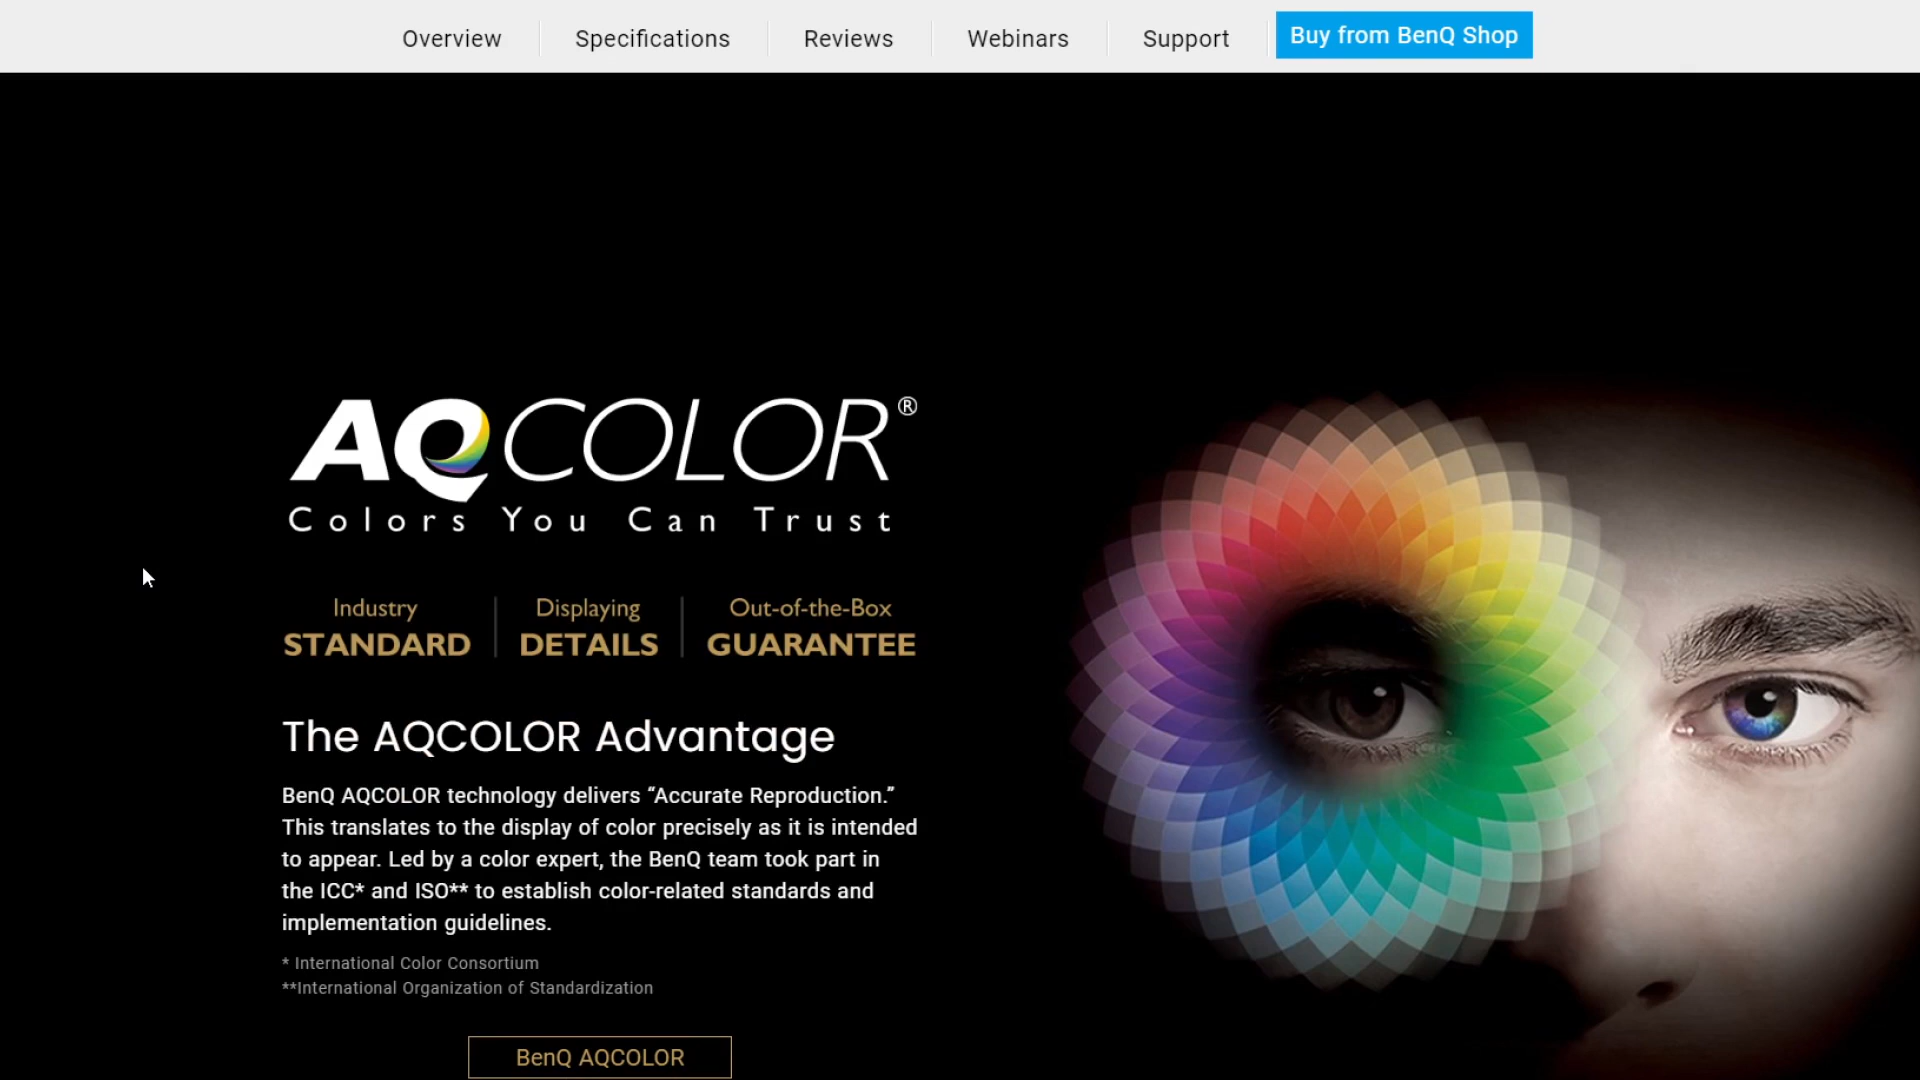 Overview
Specifications
Reviews
Webinars
Support
Buy from BenQ Shop
AQCOLOR®
Colors You Can Trust
Industry
STANDARD
Displaying
DETAILS
Out-of-the-Box
GUARANTEE
The AQCOLOR Advantage
BenQ AQCOLOR technology delivers “Accurate Reproduction.”
This translates to the display of color precisely as it is intended
to appear. Led by a color expert, the BenQ team took part in
the ICC* and ISO** to establish color-related standards and
implementation guidelines.
* International Color Consortium
**International Organization of Standardization
BenQ AQCOLOR